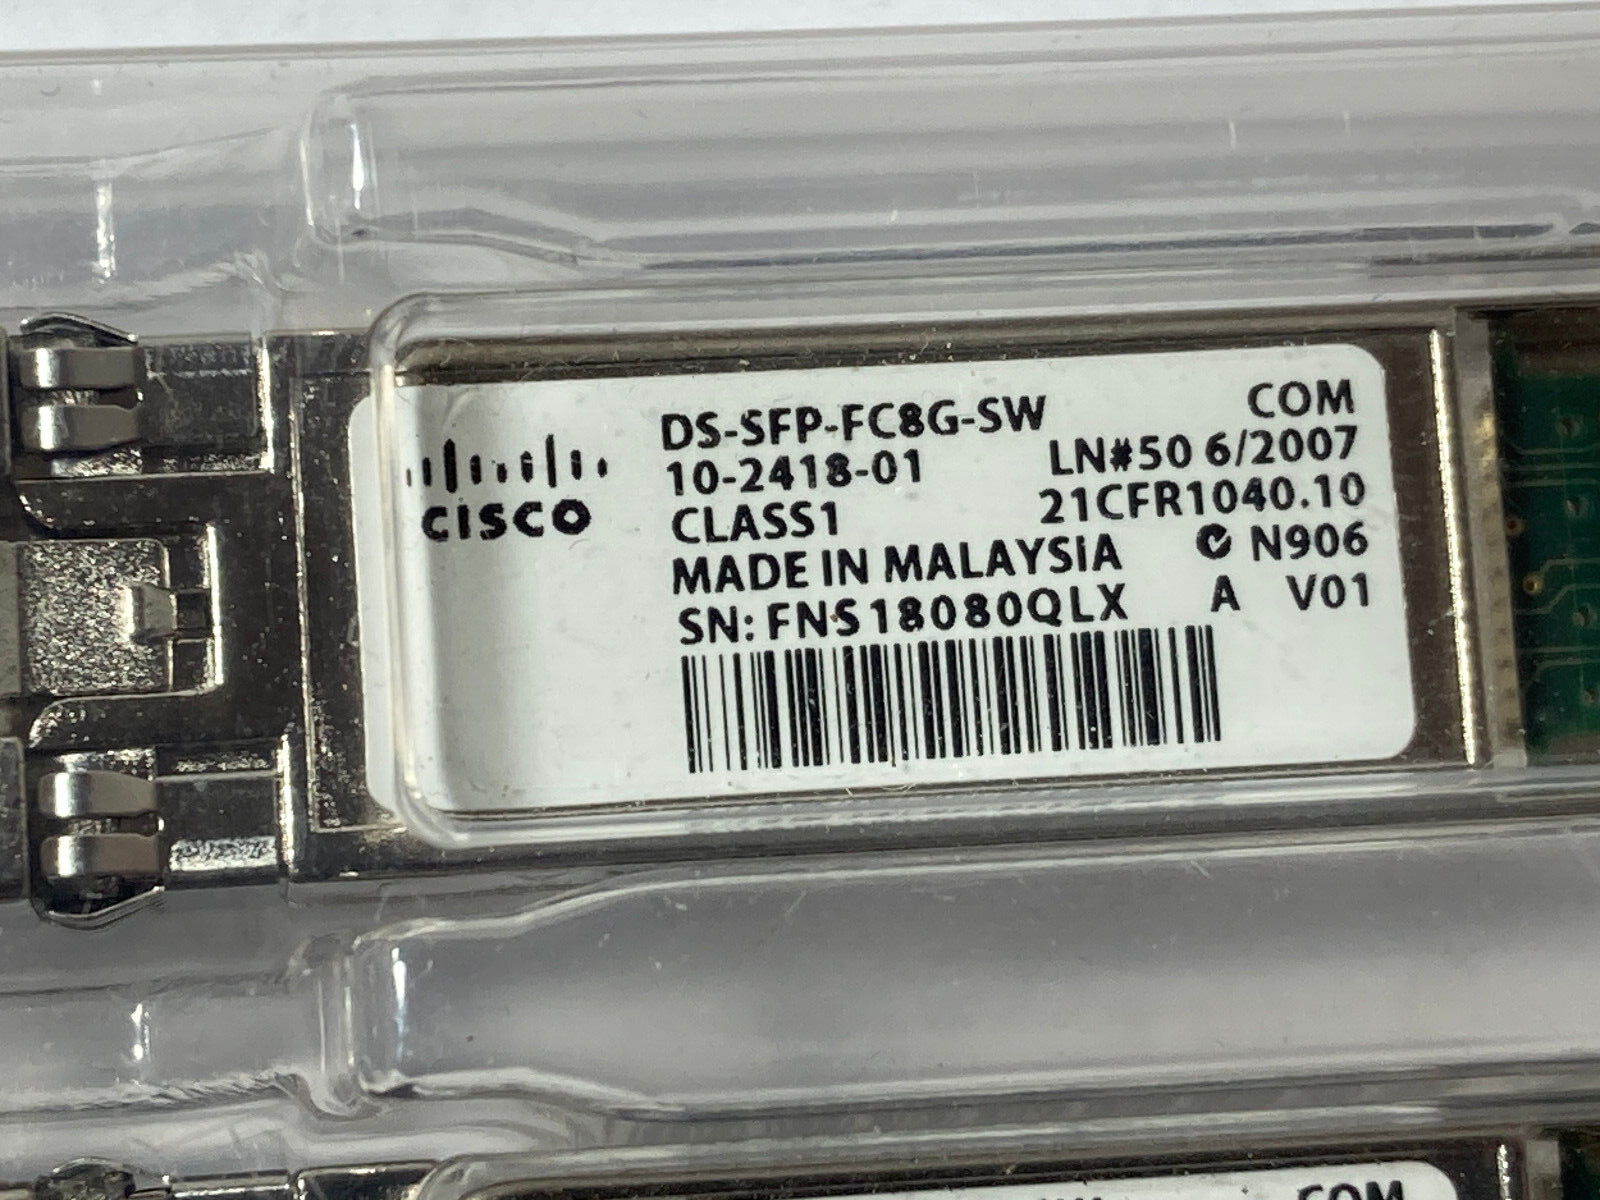 CISCO
DS-SFP-FC8G-SW COM
10-2418-01 LN#50 6/2007
CLASS1 21CFR1040.10
MADE IN MALAYSiA N906
SN: FNS18080QLX A V01
COM